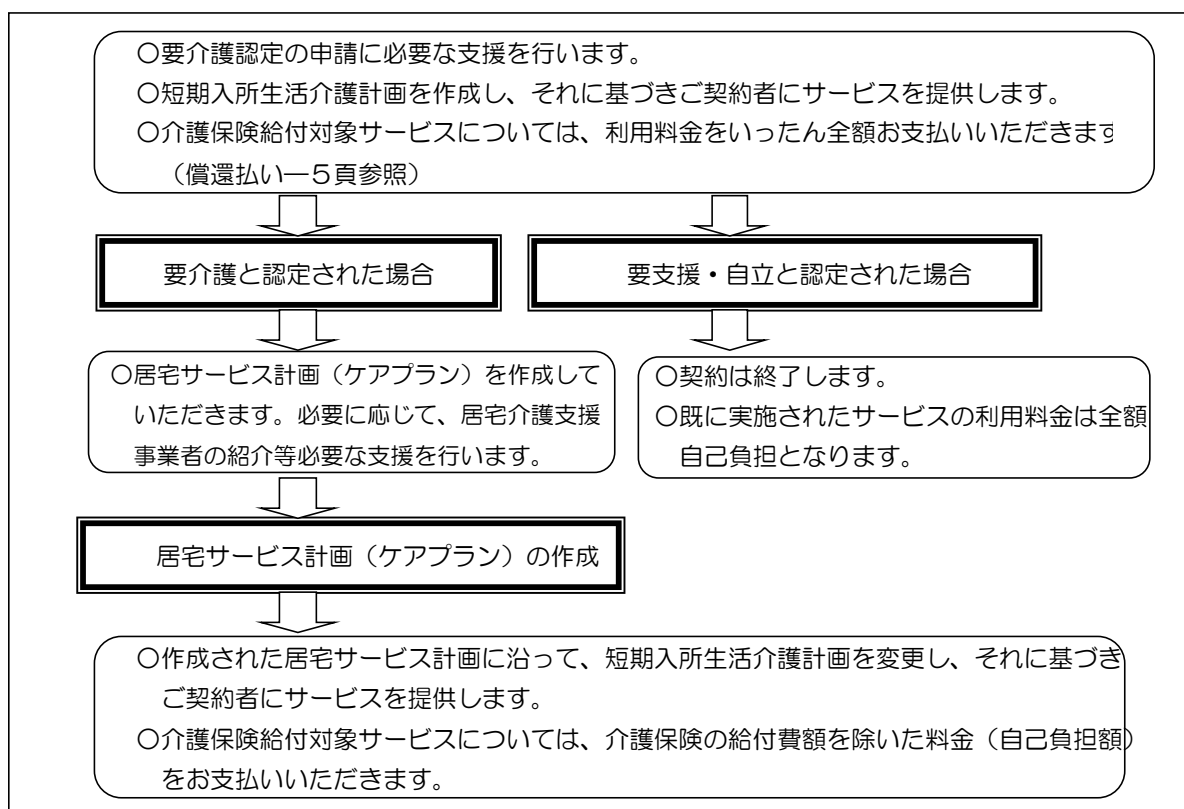 ○要介護認定の申請に必要な支援を行います。
○短期入所生活介護計画を作成し、それに基づきご契約者にサービスを提供します。
○介護保険給付対象サービスについては、利用料金をいったん全額お支払いいただきます
（償還払い―５頁参照）
要介護と認定された場合
要支援・自立と認定された場合
○居宅サービス計画（ケアプラン）を作成して
いただきます。必要に応じて、居宅介護支援
事業者の紹介等必要な支援を行います。
○契約は終了します。
○既に実施されたサービスの利用料金は全額
自己負担となります。
居宅サービス計画（ケアプラン）の作成
○作成された居宅サービス計画に沿って、短期入所生活介護計画を変更し、それに基づき
ご契約者にサービスを提供します。
○介護保険給付対象サービスについては、介護保険の給付費額を除いた料金（自己負担額）
をお支払いいただきます。